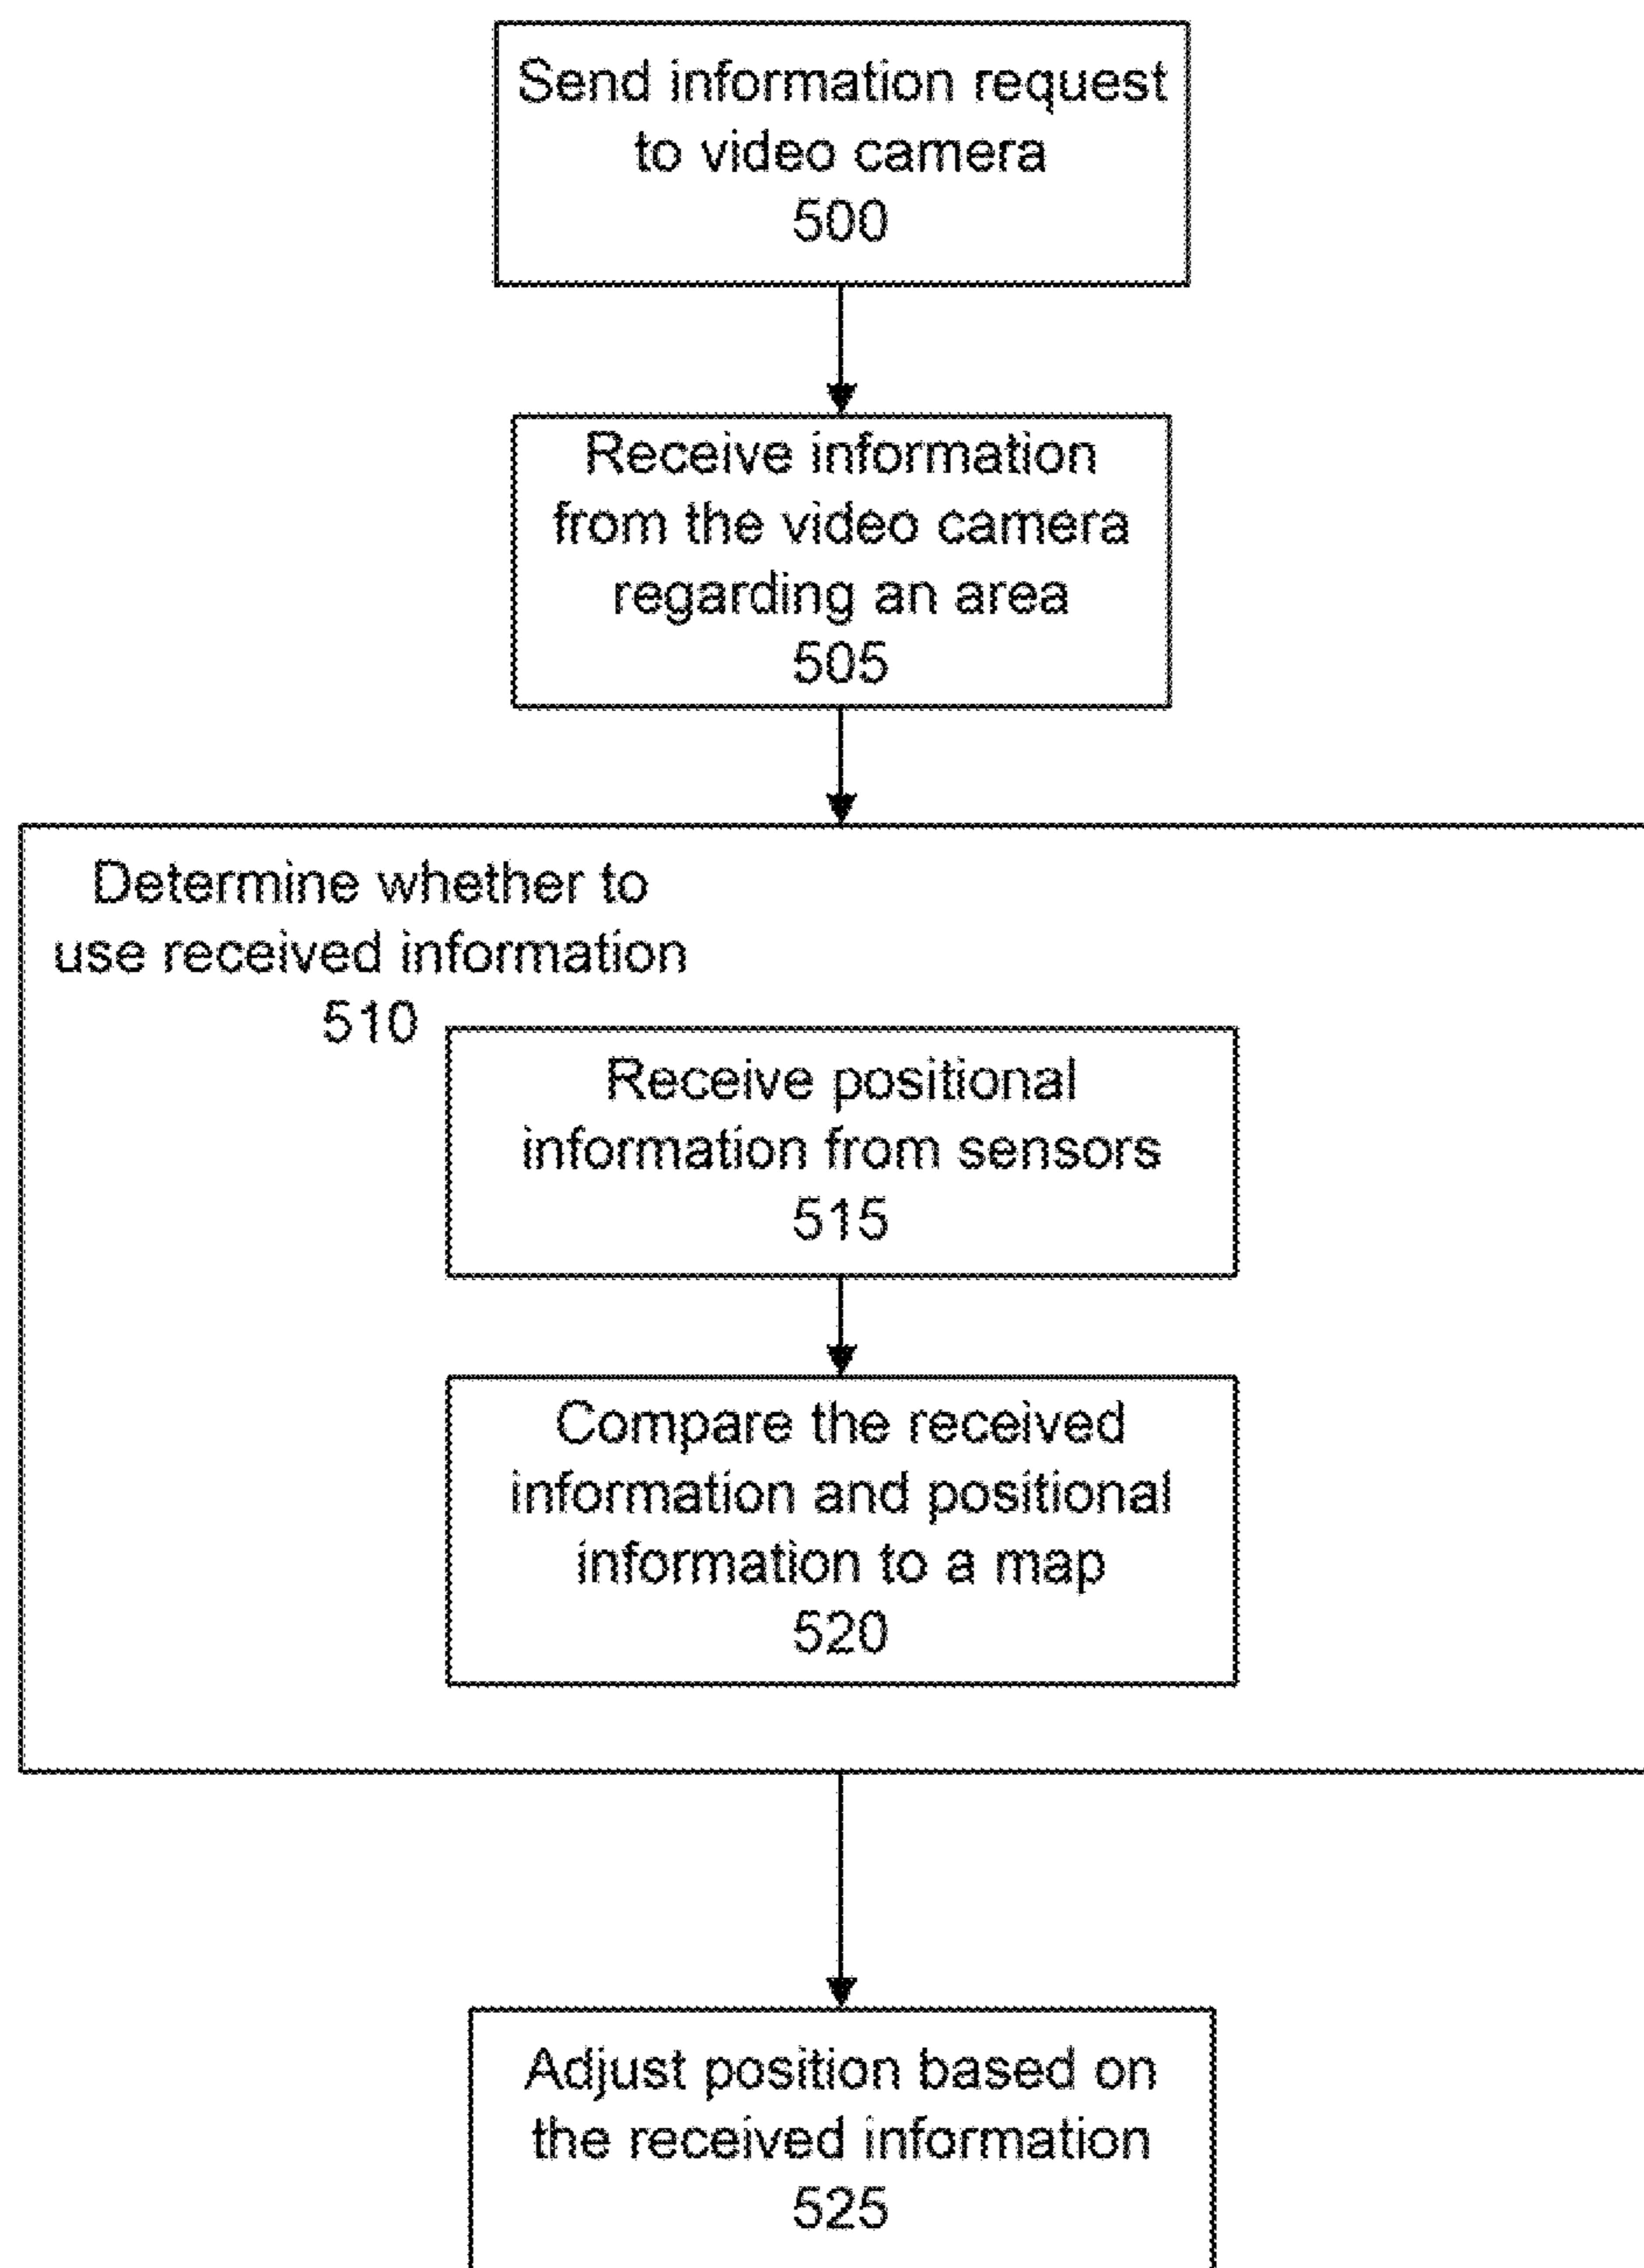 Send information request
to video camera
500
Receive information
from the video camera
regarding an area
505
Determine whether to
use received information
510
Receive positional
information from sensors
515
Compare the received
information and positional
information to a map
520
Adjust position based on
the received information
525